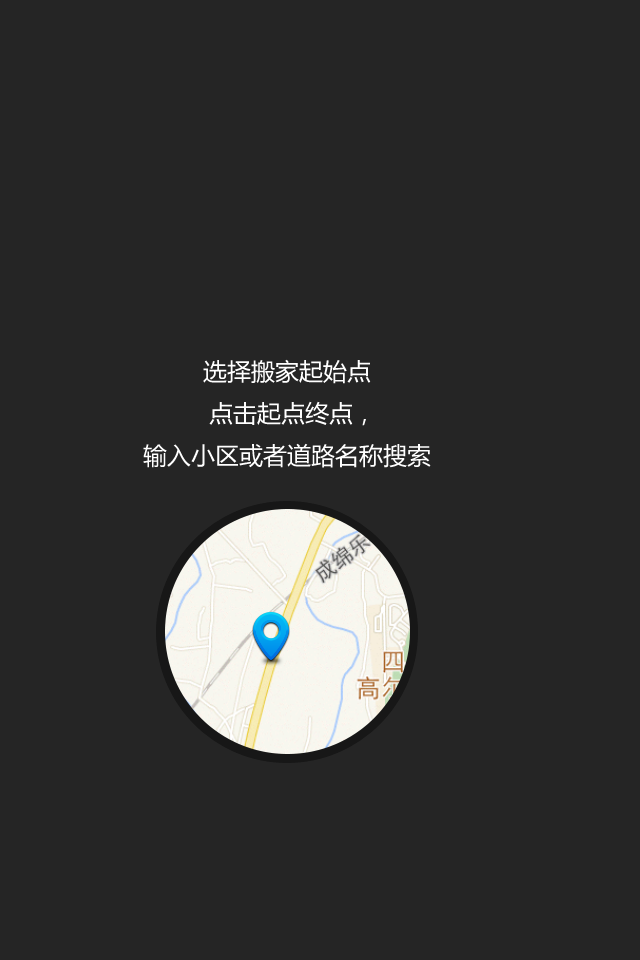 选择搬家起始点
点击起点终点，
输入小区或者道路名称搜索
成绵乐
四
高尔